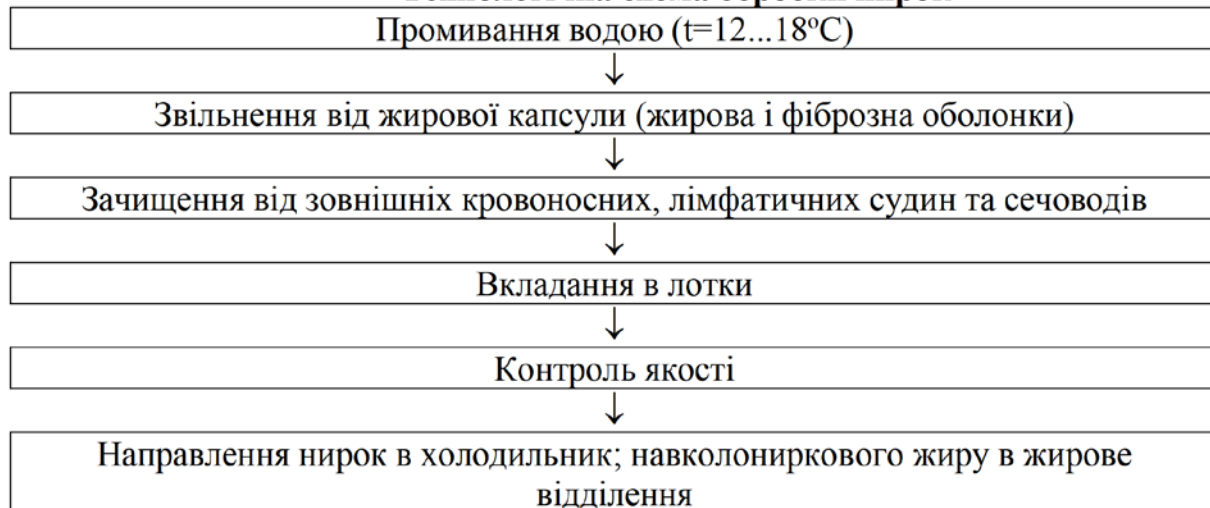 Промивання водою (t=12...18ºС)
↓
Звільнення від жирової капсули (жирова і фіброзна оболонки)
↓
Зачищення від зовнішніх кровоносних, лімфатичних судин та сечоводів
↓
Вкладання в лотки
↓
Контроль якості
↓
Направлення нирок в холодильник; навколониркового жиру в жирове
відділення